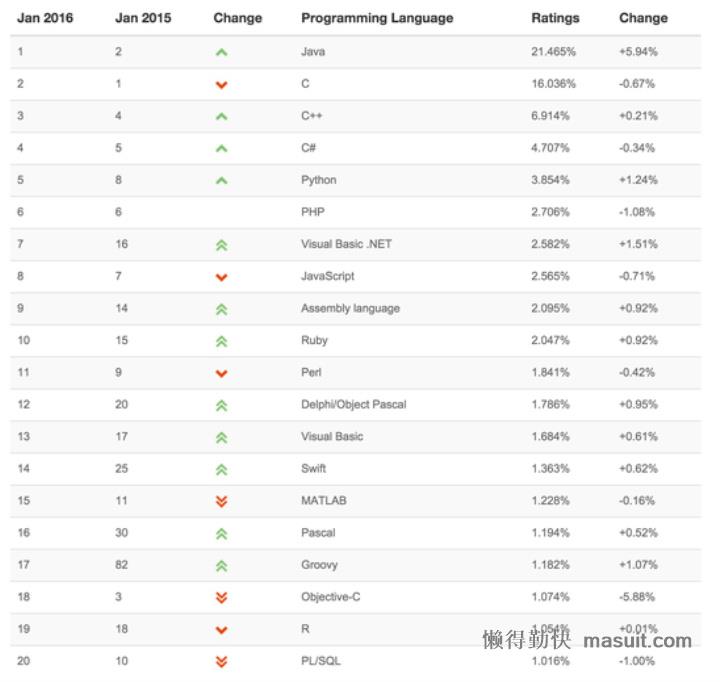 Jan 2016 Jan 2015 Change Programming Language Ratings Change
1 2 Java 21.465% +5.94%
2 1 C 16.036% -0.67%
3 4 C++ 6.914% +0.21%
4 5 C# 4.707% -0.34%
5 8 Python 3.854% +1.24%
6 6 PHP 2.706% -1.08%
7 16 Visual Basic .NET 2.582% +1.51%
8 7 JavaScript 2.565% -0.71%
9 14 Assembly language 2.095% +0.92%
10 15 Ruby 2.047% +0.92%
11 9 Perl 1.841% -0.42%
12 20 Delphi/Object Pascal 1.786% +0.95%
13 17 Visual Basic 1.684% +0.61%
14 25 Swift 1.363% +0.62%
15 11 MATLAB 1.228% -0.16%
16 30 Pascal 1.194% +0.52%
17 82 Groovy 1.182% +1.07%
18 3 Objective-C 1.074% -5.88%
19 18 R 1.054% +0.01%
懒得勤快 masuit.com
20 10 PL/SQL 1.016% -1.00%